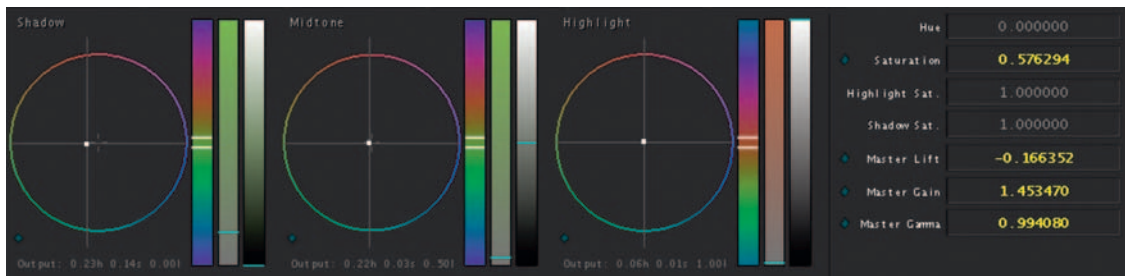 Shadow
Midtone
Highlight
Hue 0.000000
Saturation 0.576294
Highlight Sat. 1.000000
Shadow Sat. 1.000000
Master Lift -0.166352
Master Gain 1.453470
Master Gamma 0.994080
Output: 0.23h 0.14s 0.00l
Output: 0.22h 0.03s 0.50l
Output: 0.06h 0.01s 1.00l